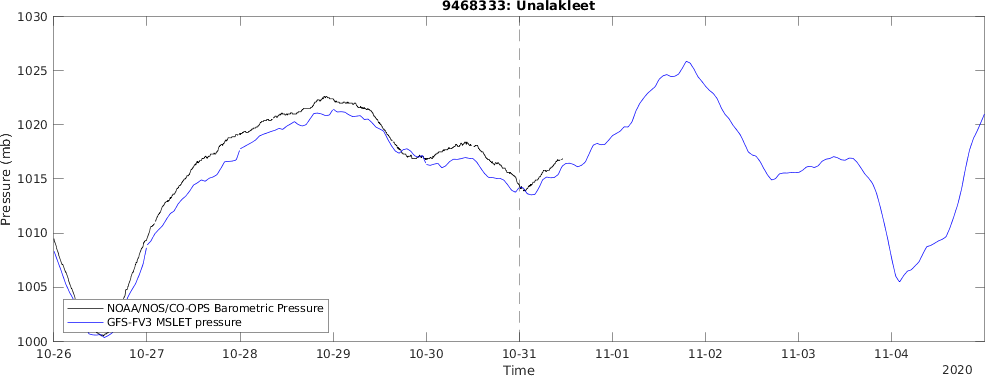 9468333: Unalakleet
Pressure (mb)
1030
1025
1020
1015
1010
1005
1000
NOAA/NOS/CO-OPS Barometric Pressure
GFS-FV3 MSLET pressure
10-26 10-27 10-28 10-29 10-30 10-31 11-01 11-02 11-03 11-04
Time
2020